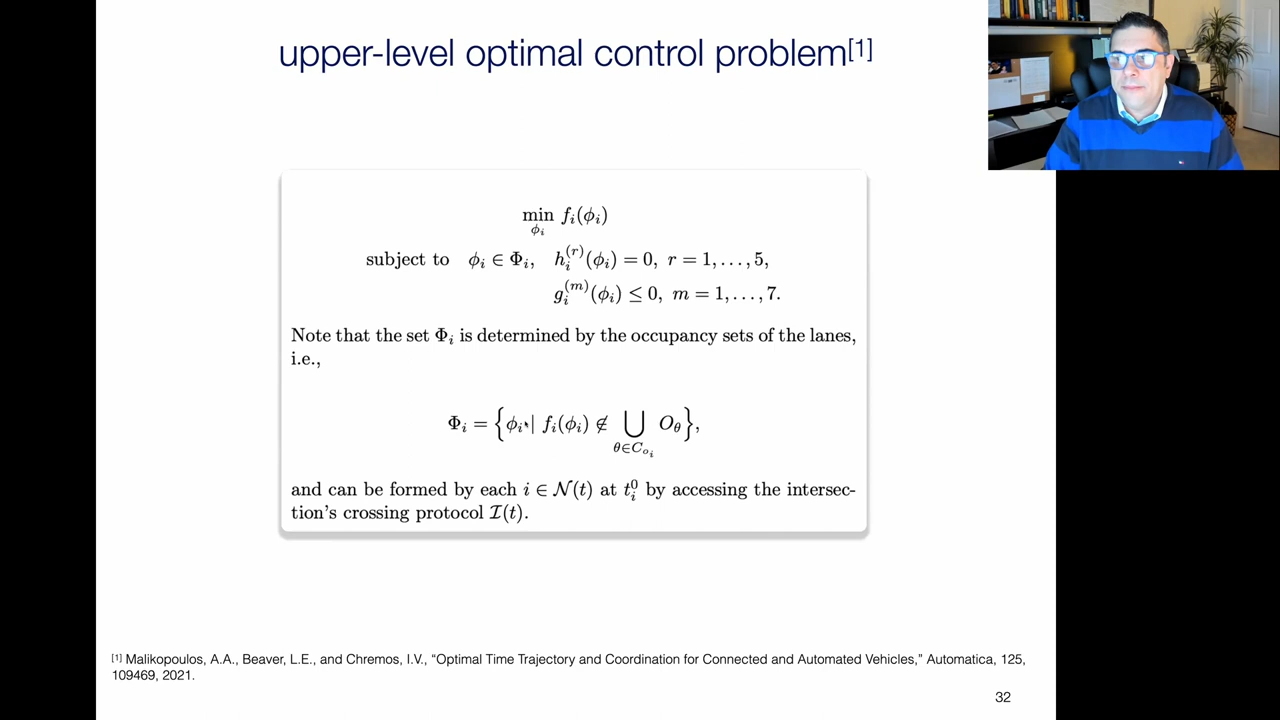 upper-level optimal control problem[1]
min f_i(ϕ_i)
ϕ_i
subject to ϕ_i ∈ Φ_i, h_i^(r)(ϕ_i) = 0, r = 1, . . . , 5,
g_i^(m)(ϕ_i) ≤ 0, m = 1, . . . , 7.
Note that the set Φ_i is determined by the occupancy sets of the lanes,
i.e.,
Φ_i = {ϕ_i | f_i(ϕ_i) ∉ ⋃_{θ∈C_{o_i}} O_θ},
and can be formed by each i ∈ 𝒩(t) at t_i^0 by accessing the intersec-
tion's crossing protocol ℐ(t).
[1] Malikopoulos, A.A., Beaver, L.E., and Chremos, I.V., "Optimal Time Trajectory and Coordination for Connected and Automated Vehicles," Automatica, 125,
109469, 2021.
32